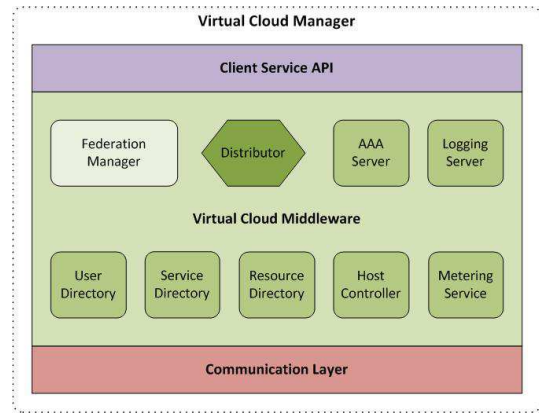 Virtual Cloud Manager
Client Service API
Federation
Manager
Distributor
AAA
Server
Logging
Server
Virtual Cloud Middleware
User
Directory
Service
Directory
Resource
Directory
Host
Controller
Metering
Service
Communication Layer